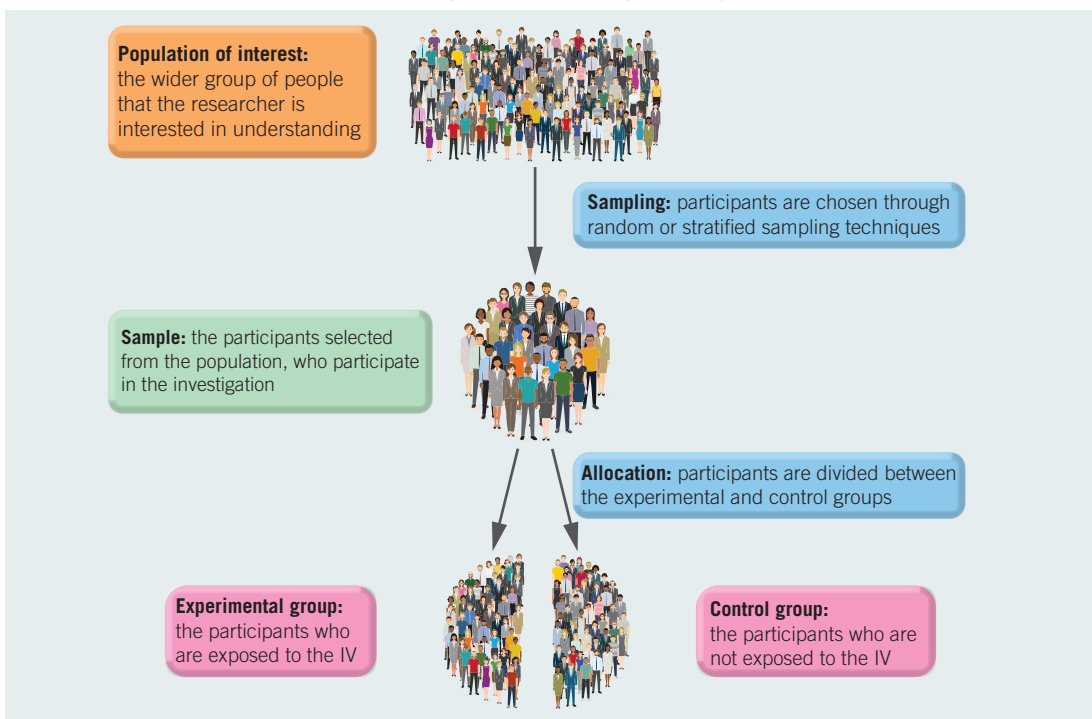 Population of interest:
the wider group of people
that the researcher is
interested in understanding
Sampling: participants are chosen through
random or stratified sampling techniques
Sample: the participants selected
from the population, who participate
in the investigation
Allocation: participants are divided between
the experimental and control groups
Experimental group:
the participants who
are exposed to the IV
Control group:
the participants who are
not exposed to the IV